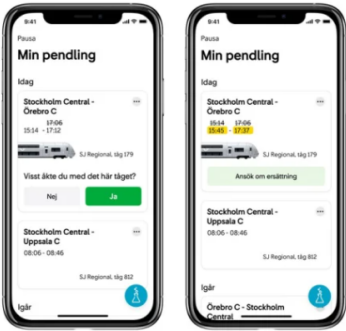 9:41
Pausa
Min pendling
Idag
Stockholm Central -
Örebro C
17:06
15:14 - 17:12
SJ Regional, tåg 179
Visst åkte du med det här tåget?
Nej
Ja
Stockholm Central -
Uppsala C
08:06 - 08:46
SJ Regional, tåg 812
Igår
9:41
Pausa
Min pendling
Idag
Stockholm Central -
Örebro C
15:14 17:06
15:45 - 17:37
SJ Regional, tåg 179
Ansök om ersättning
Stockholm Central -
Uppsala C
08:06 - 08:46
SJ Regional, tåg 812
Igår
Örebro C - Stockholm
Central